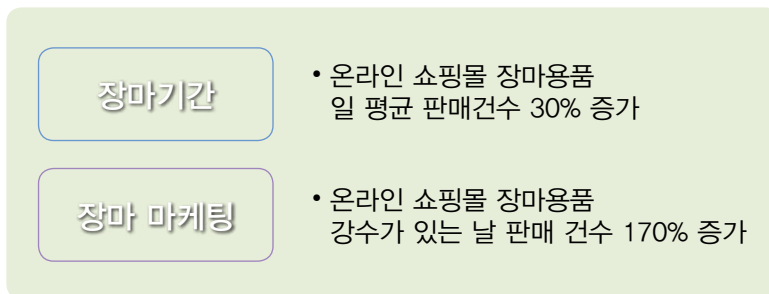 장마기간
• 온라인 쇼핑몰 장마용품
일 평균 판매건수 30% 증가
장마 마케팅
• 온라인 쇼핑몰 장마용품
강수가 있는 날 판매 건수 170% 증가